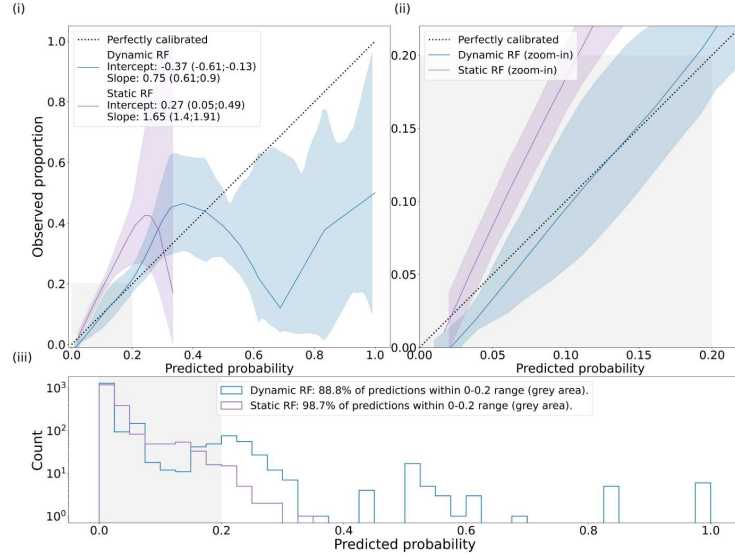 (i)
(ii)
Perfectly calibrated
Dynamic RF
Intercept: -0.37 (-0.61;-0.13)
Slope: 0.75 (0.61;0.9)
Static RF
Intercept: 0.27 (0.05;0.49)
Slope: 1.65 (1.4;1.91)
1.0
0.8
0.6
0.4
0.2
0.0
Observed proportion
0.0
0.2
0.4
0.6
0.8
1.0
Predicted probability
Perfectly calibrated
Dynamic RF (zoom-in)
Static RF (zoom-in)
0.20
0.15
0.10
0.05
0.00
0.00
0.05
0.10
0.15
0.20
Predicted probability
(iii)
Dynamic RF: 88.8% of predictions within 0-0.2 range (grey area).
Static RF: 98.7% of predictions within 0-0.2 range (grey area).
10³
10²
10¹
10⁰
Count
0.0
0.2
0.4
0.6
0.8
1.0
Predicted probability